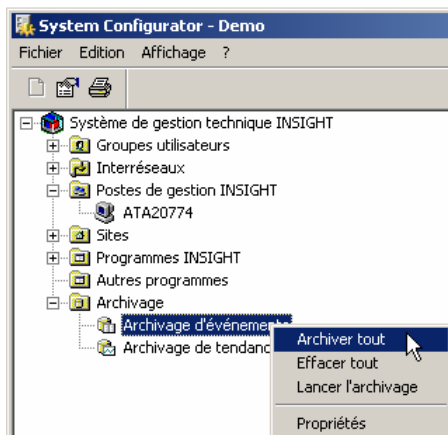 System Configurator - Demo
Fichier Edition Affichage ?
Système de gestion technique INSIGHT
Groupes utilisateurs
Interréseaux
Postes de gestion INSIGHT
ATA20774
Sites
Programmes INSIGHT
Autres programmes
Archivage
Archivage d'événements
Archivage de tendanc
Archiver tout
Effacer tout
Lancer l'archivage
Propriétés